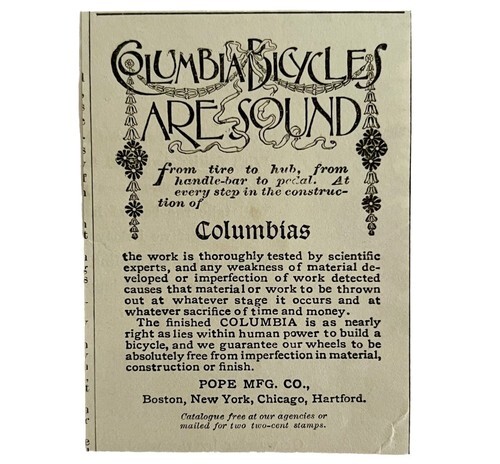 COLUMBIA BICYCLES
ARE SOUND
from tire to hub, from
handle-bar to pedal. At
every step in the construc-
tion of
Columbias
the work is thoroughly tested by scientific
experts, and any weakness of material de-
veloped or imperfection of work detected
causes that material or work to be thrown
out at whatever stage it occurs and at
whatever sacrifice of time and money.
The finished COLUMBIA is as nearly
right as lies within human power to build a
bicycle, and we guarantee our wheels to be
absolutely free from imperfection in material,
construction or finish.
POPE MFG. CO.,
Boston, New York, Chicago, Hartford.
Catalogue free at our agencies or
mailed for two two-cent stamps.